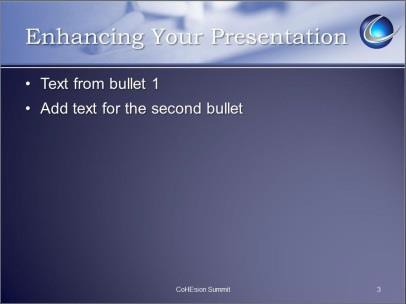 Enhancing Your Presentation
• Text from bullet 1
• Add text for the second bullet
CoHEsion Summit
3